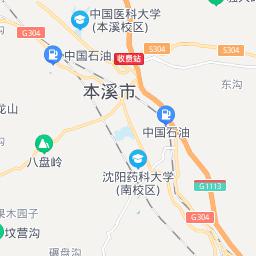 中国医科大学
(本溪校区)
G304
S304
收费站
中国石油
S304
东沟
本溪市
龙山
中国石油
八盘岭
沈阳药科大学
(南校区)
G1113
果木园子
G304
坟营沟
碾盘沟